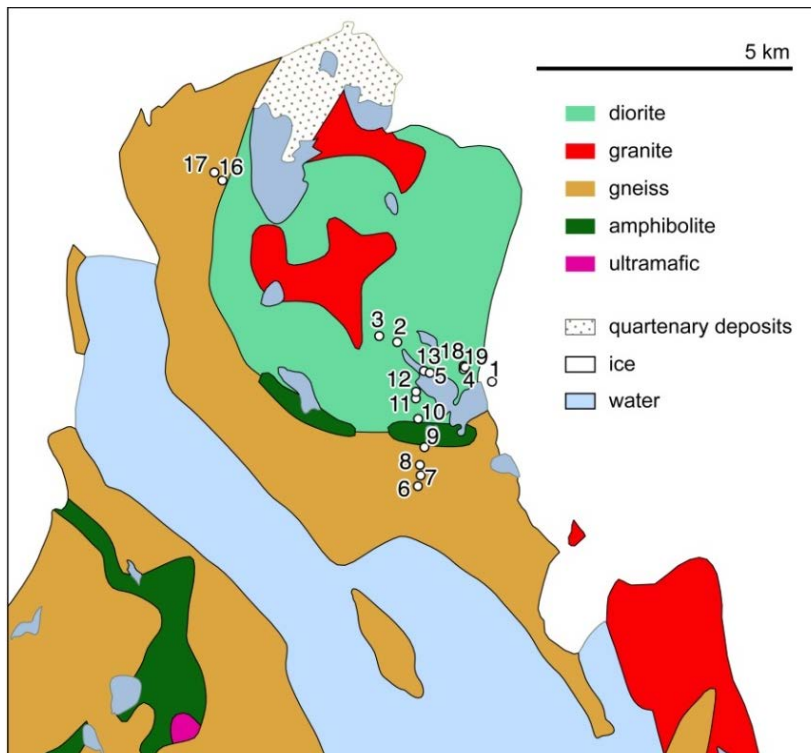 5 km
diorite
granite
gneiss
amphibolite
ultramafic
quartenary deposits
ice
water
17 16
3 2
18 19
13 5 4 1
12
11
10
9
8
7
6